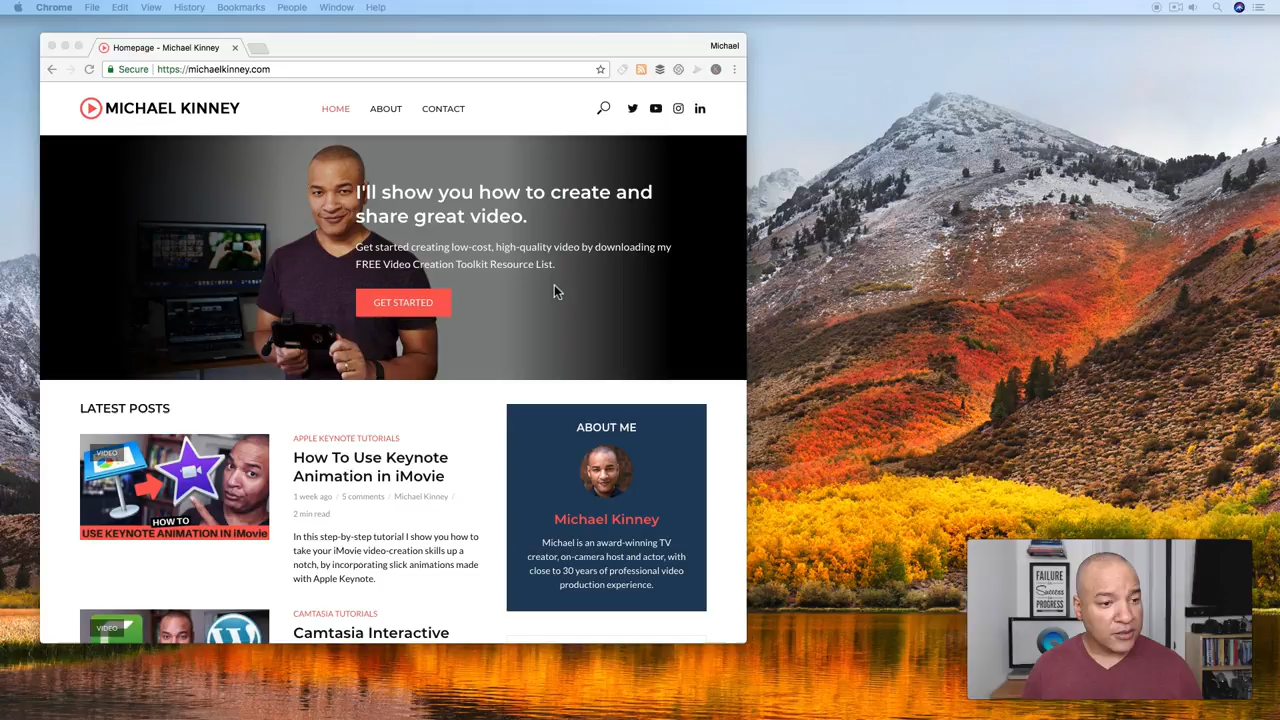 Chrome File Edit View History Bookmarks People Window Help
Homepage - Michael Kinney
Michael
Secure https://michaelkinney.com
MICHAEL KINNEY
HOME ABOUT CONTACT
I'll show you how to create and
share great video.
Get started creating low-cost, high-quality video by downloading my
FREE Video Creation Toolkit Resource List.
GET STARTED
LATEST POSTS
VIDEO
HOW TO
USE KEYNOTE ANIMATION IN iMovie
APPLE KEYNOTE TUTORIALS
How To Use Keynote
Animation in iMovie
1 week ago / 5 comments / Michael Kinney /
2 min read
In this step-by-step tutorial I show you how to
take your iMovie video-creation skills up a
notch, by incorporating slick animations made
with Apple Keynote.
VIDEO
CAMTASIA TUTORIALS
Camtasia Interactive
ABOUT ME
Michael Kinney
Michael is an award-winning TV
creator, on-camera host and actor, with
close to 30 years of professional video
production experience.
FAILURE
Success
PROGRESS